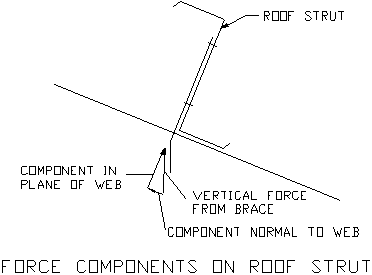 ROOF STRUT
COMPONENT IN
PLANE OF WEB
VERTICAL FORCE
FROM BRACE
COMPONENT NORMAL TO WEB
FORCE COMPONENTS ON ROOF STRUT